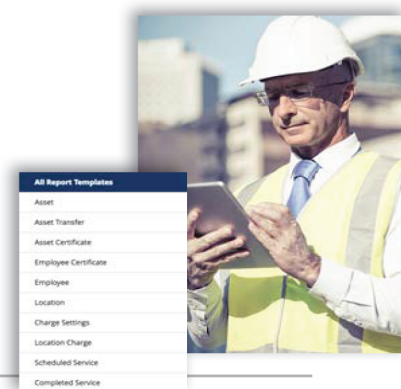 All Report Templates
Asset
Asset Transfer
Asset Certificate
Employee Certificate
Employee
Location
Charge Settings
Location Charge
Scheduled Service
Completed Service